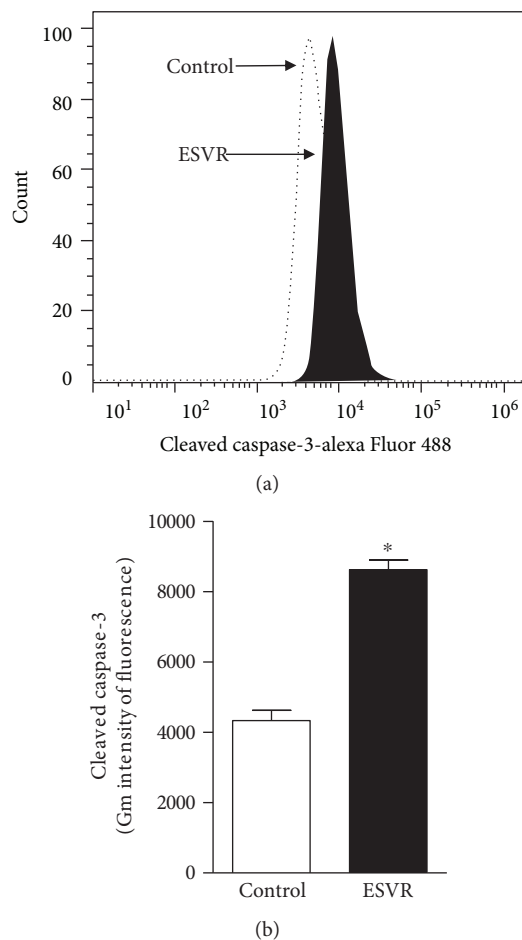 100
80
60
40
20
0
Count
Control
ESVR
10¹ 10² 10³ 10⁴ 10⁵ 10⁶
Cleaved caspase-3-alexa Fluor 488
(a)
10000
8000
6000
4000
2000
0
Cleaved caspase-3
(Gm intensity of fluorescence)
*
Control ESVR
(b)